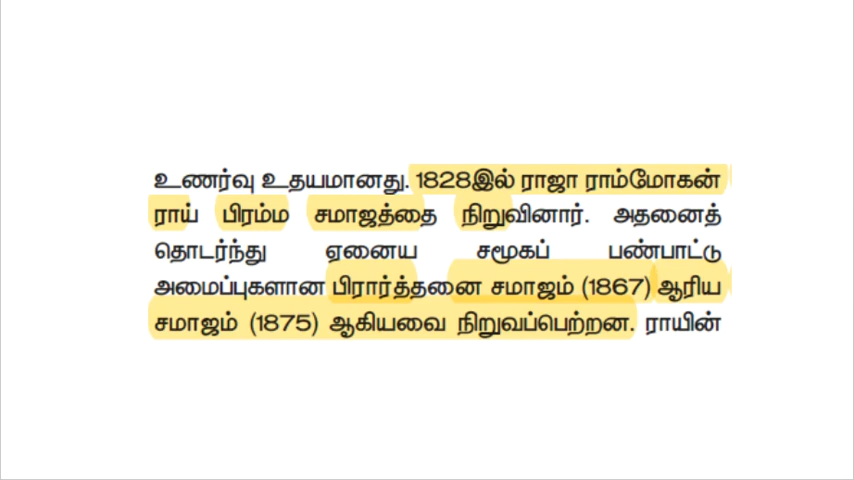 உணர்வு உதயமானது. 1828இல் ராஜா ராம்மோகன்
ராய் பிரம்ம சமாஜத்தை நிறுவினார். அதனைத்
தொடர்ந்து ஏனைய சமூகப் பண்பாட்டு
அமைப்புகளான பிரார்த்தனை சமாஜம் (1867) ஆரிய
சமாஜம் (1875) ஆகியவை நிறுவப்பெற்றன. ராயின்